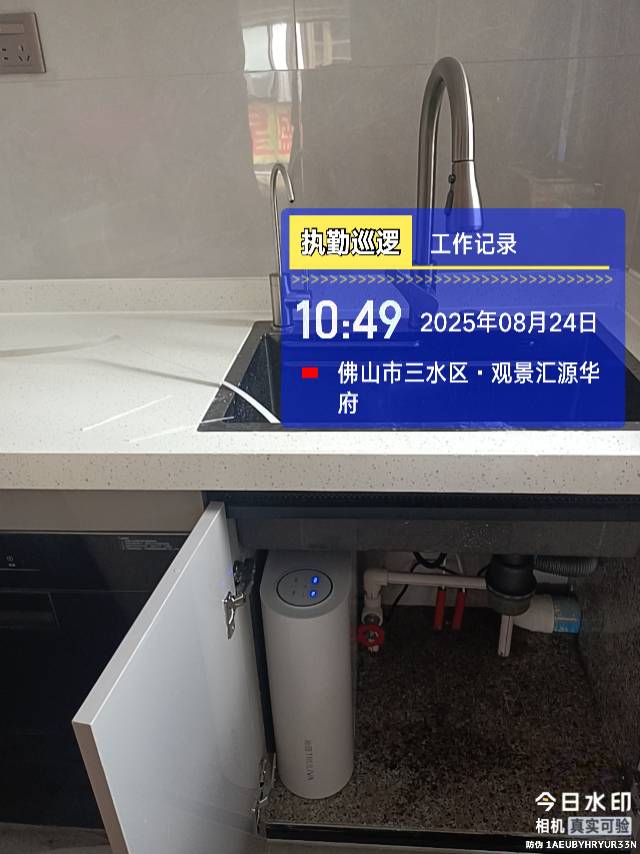 执勤巡逻
工作记录
10:49
2025年08月24日
佛山市三水区·观景汇源华
府
今日水印
相机 真实可验
防伪 1AEUBYHRYUR33N